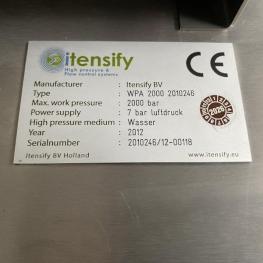 itensify
High pressure &
Flow control systems
CE
Manufacturer : Itensify BV
Type : WPA 2000 2010246
Max. work pressure : 2000 bar
Power supply : 7 bar luftdruck
High pressure medium : Wasser
Year : 2012
Serialnumber : 2010246/12-00118
2026
Itensify BV Holland
www.itensify.eu